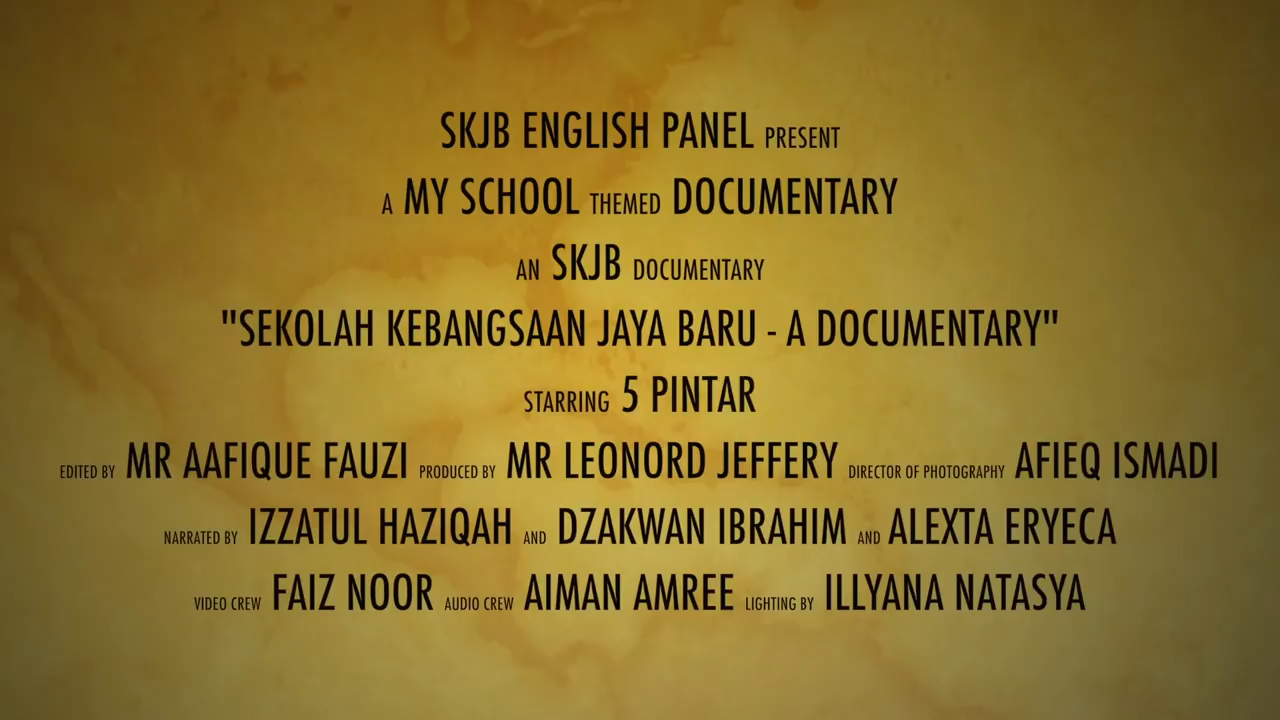 SKJB ENGLISH PANEL PRESENT
A MY SCHOOL THEMED DOCUMENTARY
AN SKJB DOCUMENTARY
"SEKOLAH KEBANGSAAN JAYA BARU - A DOCUMENTARY"
STARRING 5 PINTAR
EDITED BY MR AAFIQUE FAUZI PRODUCED BY MR LEONORD JEFFERY DIRECTOR OF PHOTOGRAPHY AFIEQ ISMADI
NARRATED BY IZZATUL HAZIQAH AND DZAKWAN IBRAHIM AND ALEXTA ERYECA
VIDEO CREW FAIZ NOOR AUDIO CREW AIMAN AMREE LIGHTING BY ILLYANA NATASYA